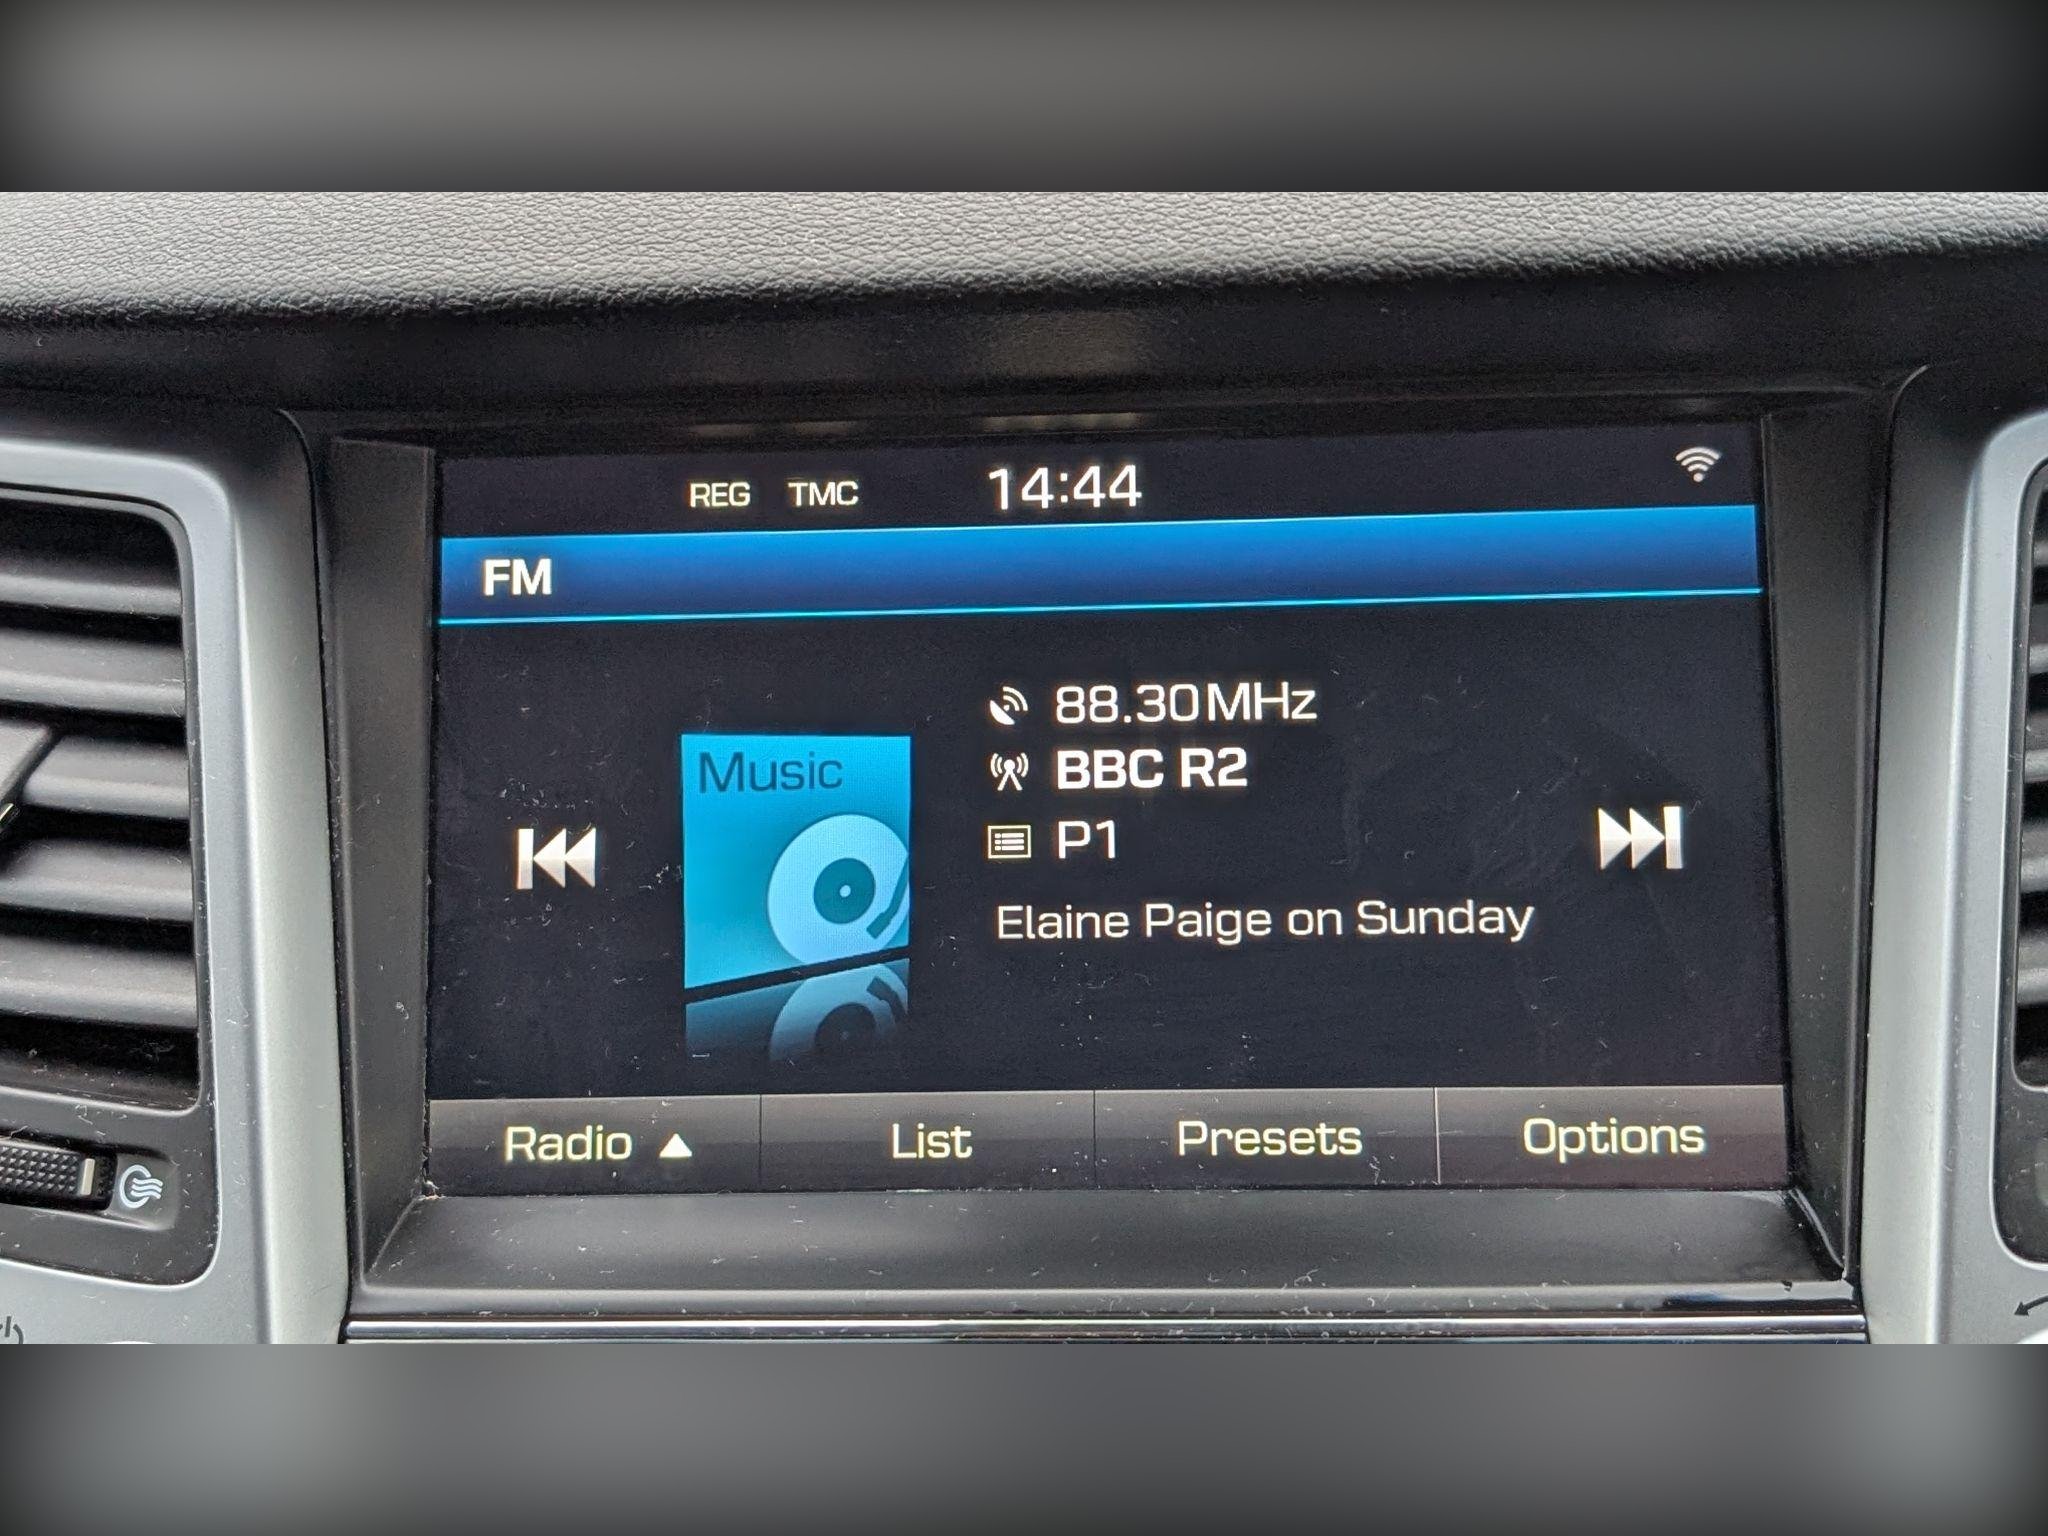 REG TMC 14:44
FM
88.30MHz
Music
BBC R2
P1
Elaine Paige on Sunday
Radio List Presets Options